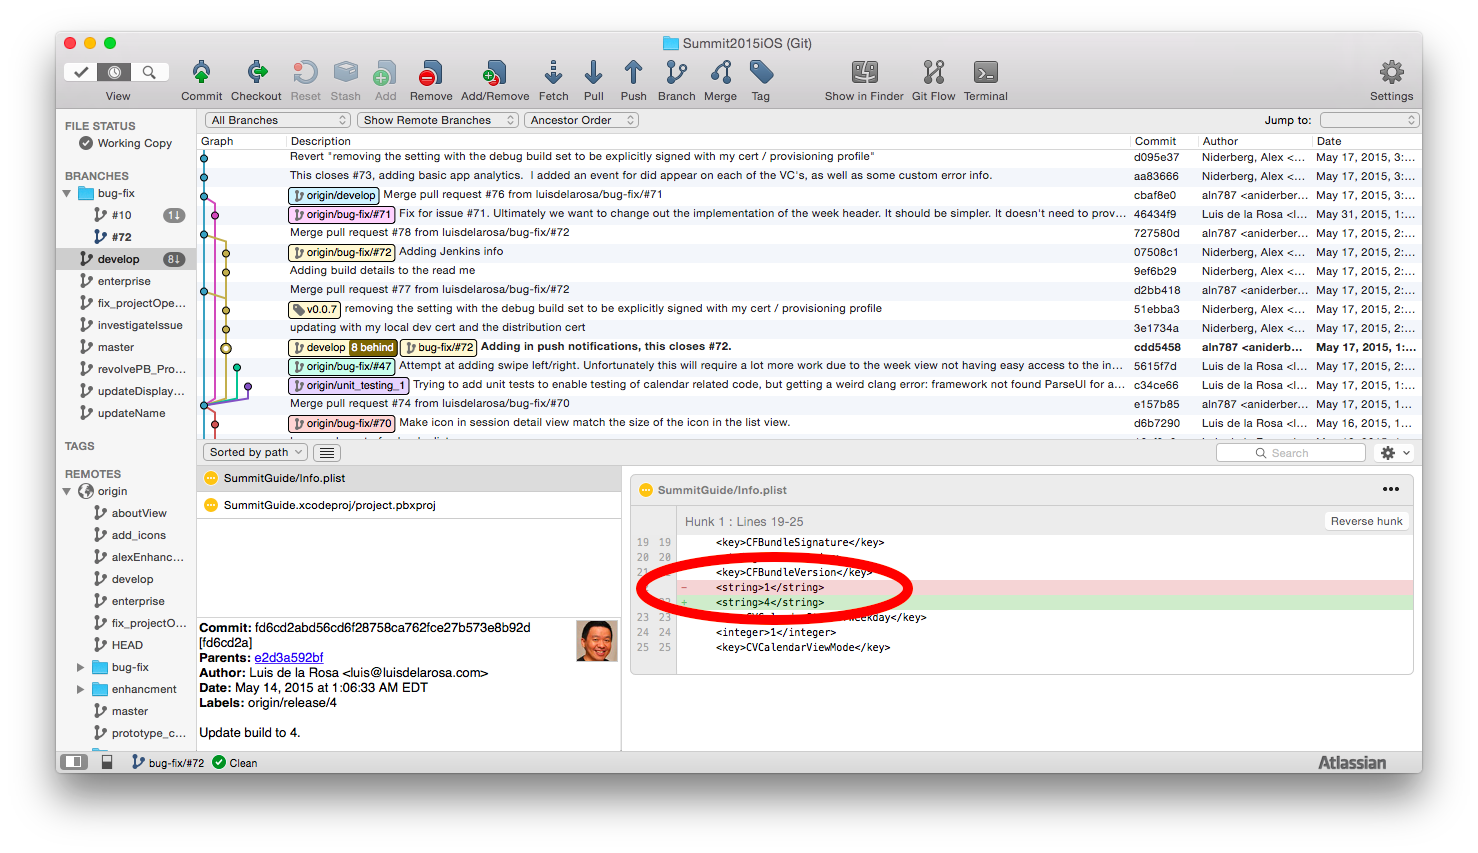 Summit2015iOS (Git)
View Commit Checkout Reset Stash Add Remove Add/Remove Fetch Pull Push Branch Merge Tag Show in Finder Git Flow Terminal Settings
FILE STATUS
Working Copy
BRANCHES
bug-fix
#10 1↓
#72
develop 8↓
enterprise
fix_projectOpe...
investigateIssue
master
revolvePB_Pro...
updateDisplay...
updateName
TAGS
REMOTES
origin
aboutView
add_icons
alexEnhanc...
develop
enterprise
fix_projectO...
HEAD
bug-fix
enhancment
master
prototype_c...
All Branches Show Remote Branches Ancestor Order Jump to:
Graph Description Commit Author Date
Revert "removing the setting with the debug build set to be explicitly signed with my cert / provisioning profile" d095e37 Niderberg, Alex <... May 17, 2015, 3:...
This closes #73, adding basic app analytics. I added an event for did appear on each of the VC's, as well as some custom error info. aa83666 Niderberg, Alex <... May 17, 2015, 3:...
origin/develop Merge pull request #76 from luisdelarosa/bug-fix/#71 cbaf8e0 aln787 <aniderber... May 17, 2015, 3:...
origin/bug-fix/#71 Fix for issue #71. Ultimately we want to change out the implementation of the week header. It should be simpler. It doesn't need to prov... 46434f9 Luis de la Rosa <l... May 31, 2015, 1:...
Merge pull request #78 from luisdelarosa/bug-fix/#72 727580d aln787 <aniderber... May 17, 2015, 2:...
origin/bug-fix/#72 Adding Jenkins info 07508c1 Niderberg, Alex <... May 17, 2015, 2:...
Adding build details to the read me 9ef6b29 Niderberg, Alex <... May 17, 2015, 2:...
Merge pull request #77 from luisdelarosa/bug-fix/#72 d2bb418 aln787 <aniderber... May 17, 2015, 2:...
v0.0.7 removing the setting with the debug build set to be explicitly signed with my cert / provisioning profile 51ebba3 Niderberg, Alex <... May 17, 2015, 2:...
updating with my local dev cert and the distribution cert 3e1734a Niderberg, Alex <... May 17, 2015, 2:...
develop 8 behind bug-fix/#72 Adding in push notifications, this closes #72. cdd5458 aln787 <aniderb... May 17, 2015, 1:...
origin/bug-fix/#47 Attempt at adding swipe left/right. Unfortunately this will require a lot more work due to the week view not having easy access to the in... 5615f7d Luis de la Rosa <l... May 17, 2015, 2:...
origin/unit_testing_1 Trying to add unit tests to enable testing of calendar related code, but getting a weird clang error: framework not found ParseUI for a... c34ce66 Luis de la Rosa <l... May 17, 2015, 1:...
Merge pull request #74 from luisdelarosa/bug-fix/#70 e157b85 aln787 <aniderber... May 17, 2015, 1:...
origin/bug-fix/#70 Make icon in session detail view match the size of the icon in the list view. d6b7290 Luis de la Rosa <l... May 16, 2015, 1:...
Sorted by path Search
SummitGuide/Info.plist
SummitGuide.xcodeproj/project.pbxproj
Commit: fd6cd2abd56cd6f28758ca762fce27b573e8b92d
[fd6cd2a]
Parents: e2d3a592bf
Author: Luis de la Rosa <luis@luisdelarosa.com>
Date: May 14, 2015 at 1:06:33 AM EDT
Labels: origin/release/4
Update build to 4.
SummitGuide/Info.plist •••
Hunk 1 : Lines 19-25 Reverse hunk
19 19 <key>CFBundleSignature</key>
20 20
<key>CFBundleVersion</key>
- <string>1</string>
+ <string>4</string>
23 23
24 24 <integer>1</integer>
25 25 <key>CVCalendarViewMode</key>
bug-fix/#72 Clean Atlassian